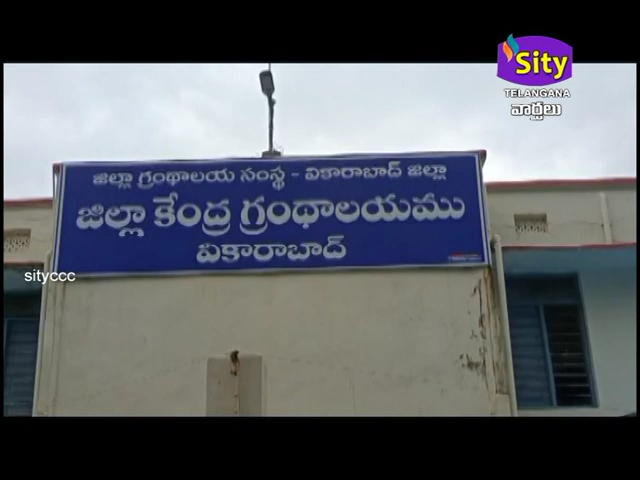 Sity
TELANGANA
వార్తలు
జిల్లా గ్రంథాలయ సంస్థ - వికారాబాద్ జిల్లా
జిల్లా కేంద్ర గ్రంథాలయము
వికారాబాద్
sityccc